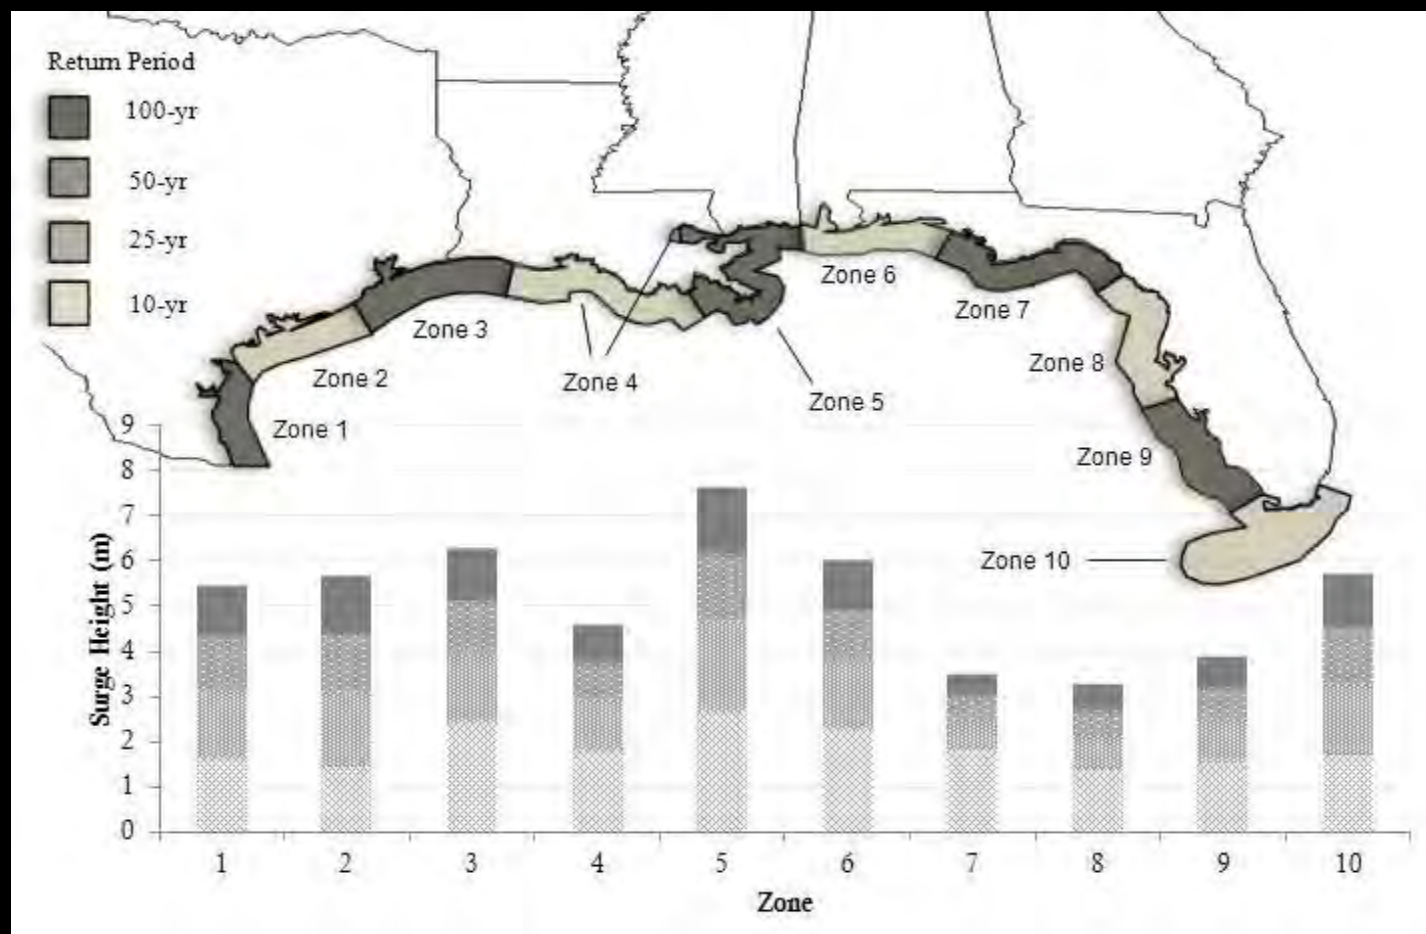 Return Period
100-yr
50-yr
25-yr
10-yr
Zone 1
Zone 2
Zone 3
Zone 4
Zone 5
Zone 6
Zone 7
Zone 8
Zone 9
Zone 10
Surge Height (m)
9
8
7
6
5
4
3
2
1
0
1 2 3 4 5 6 7 8 9 10
Zone